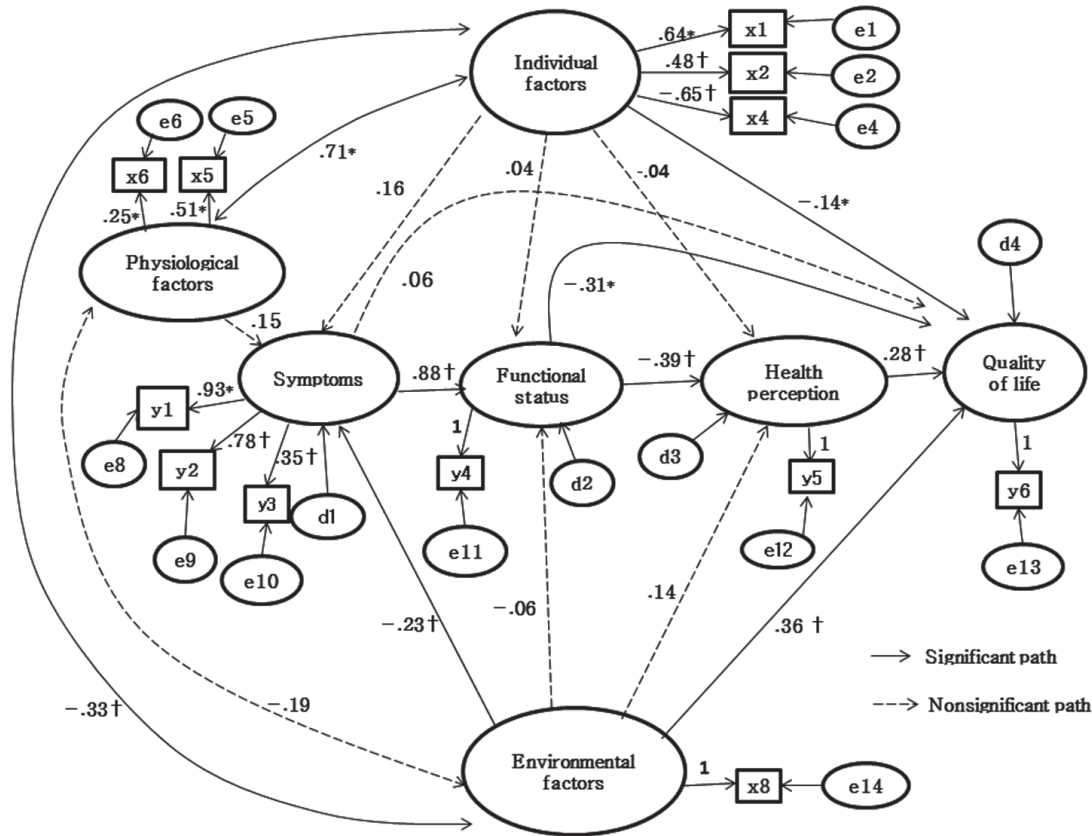 x1
e1
.64*
Individual
factors
.48†
x2
e2
-.65†
x4
e4
e6
e5
x6
x5
.71*
.16
.04
-.04
.25*
.51*
-.14*
Physiological
factors
d4
.06
-.31*
.15
Symptoms
.88†
Functional
status
-.39†
Health
perception
.28†
Quality
of life
.93*
y1
1
e8
.78†
y2
.35†
y3
d1
y4
d2
d3
1
y5
1
y6
e9
e10
e11
e12
e13
-.23†
-.06
.14
.36 †
Significant path
-.33†
-.19
Nonsignificant path
Environmental
factors
1
x8
e14